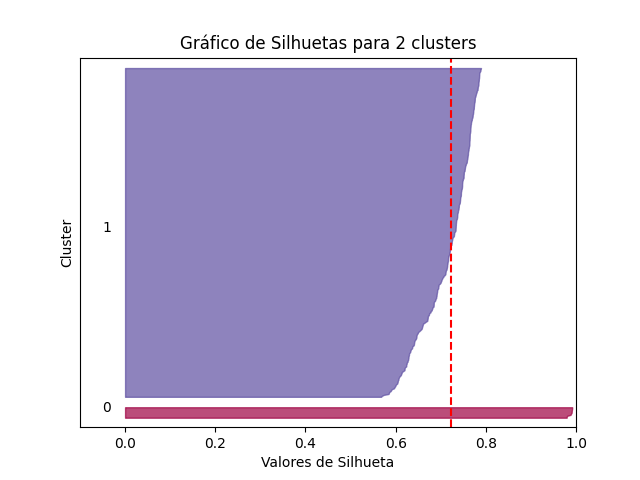 Gráfico de Silhuetas para 2 clusters
Cluster
1
0
0.0 0.2 0.4 0.6 0.8 1.0
Valores de Silhueta